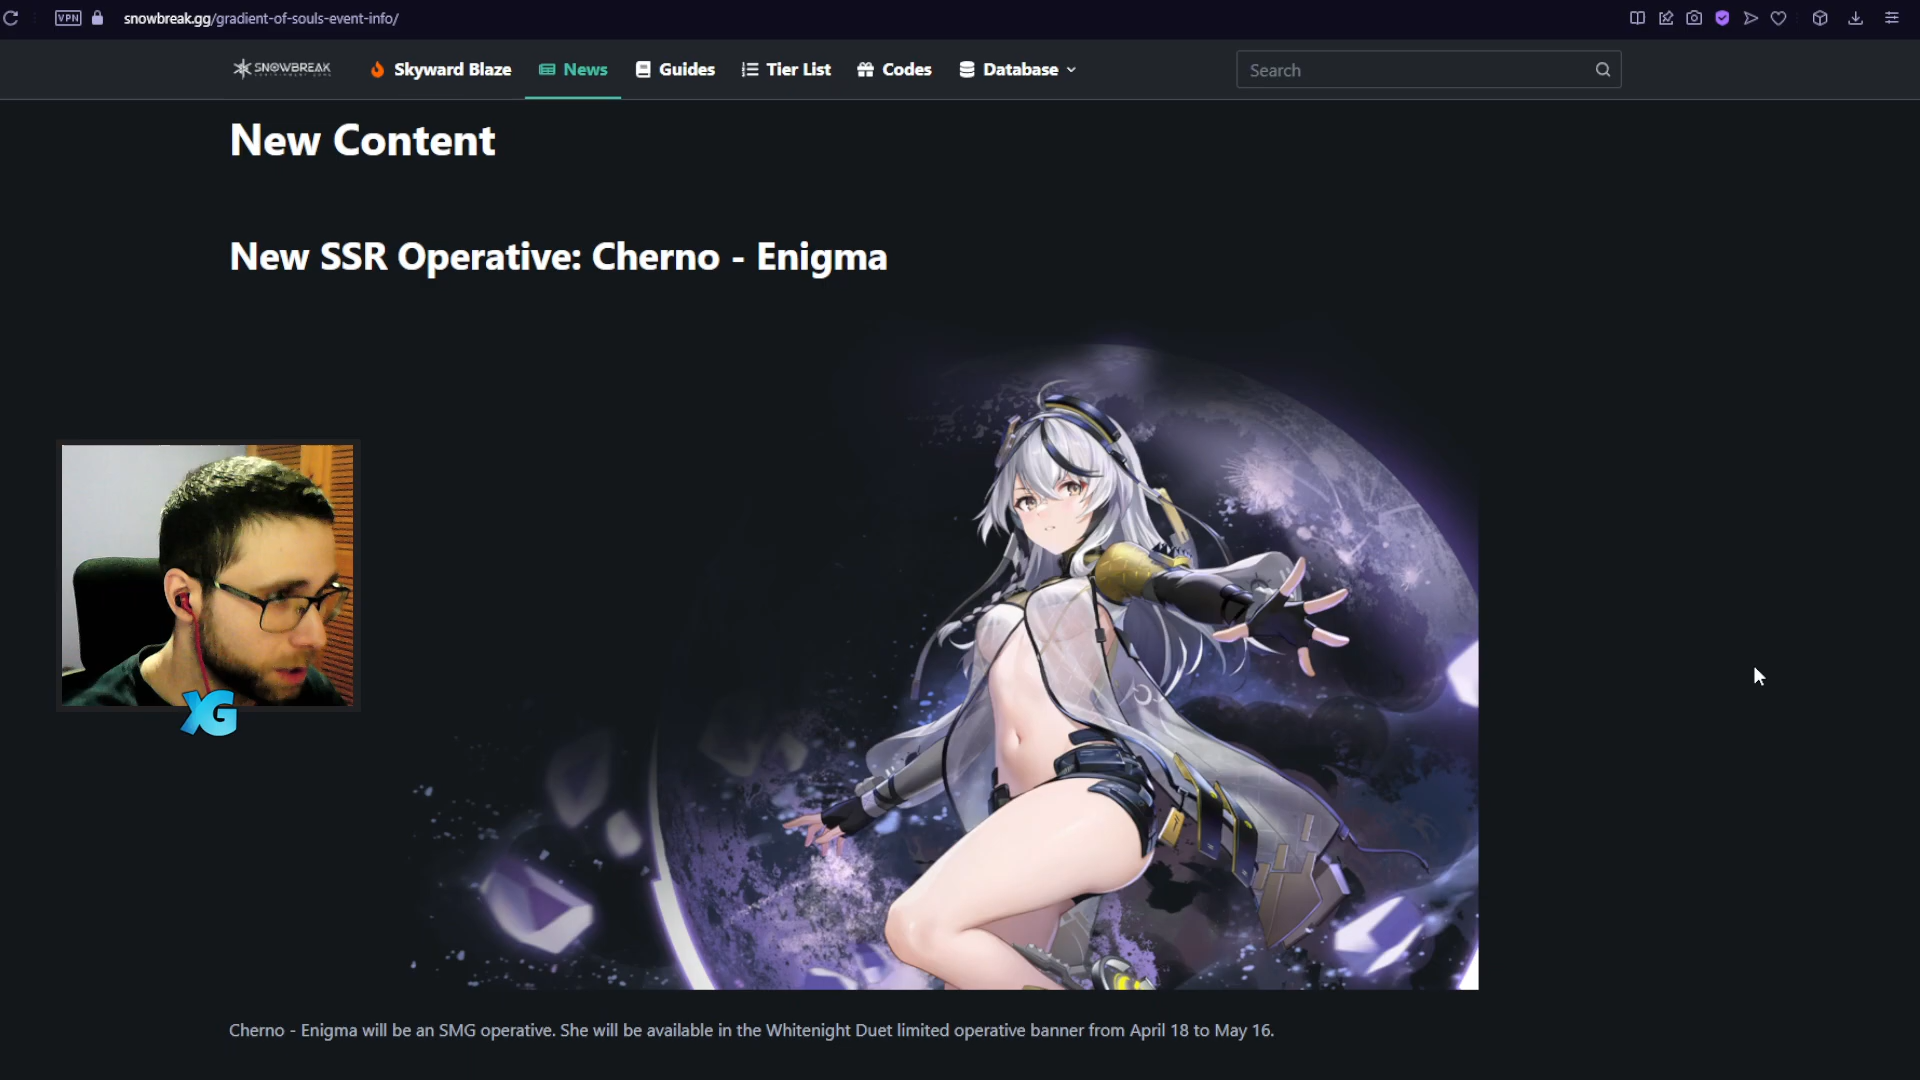 VPN snowbreak.gg/gradient-of-souls-event-info/
SNOWBREAK Skyward Blaze News Guides Tier List Codes Database Search
New Content
New SSR Operative: Cherno - Enigma
XG
Cherno - Enigma will be an SMG operative. She will be available in the Whitenight Duet limited operative banner from April 18 to May 16.